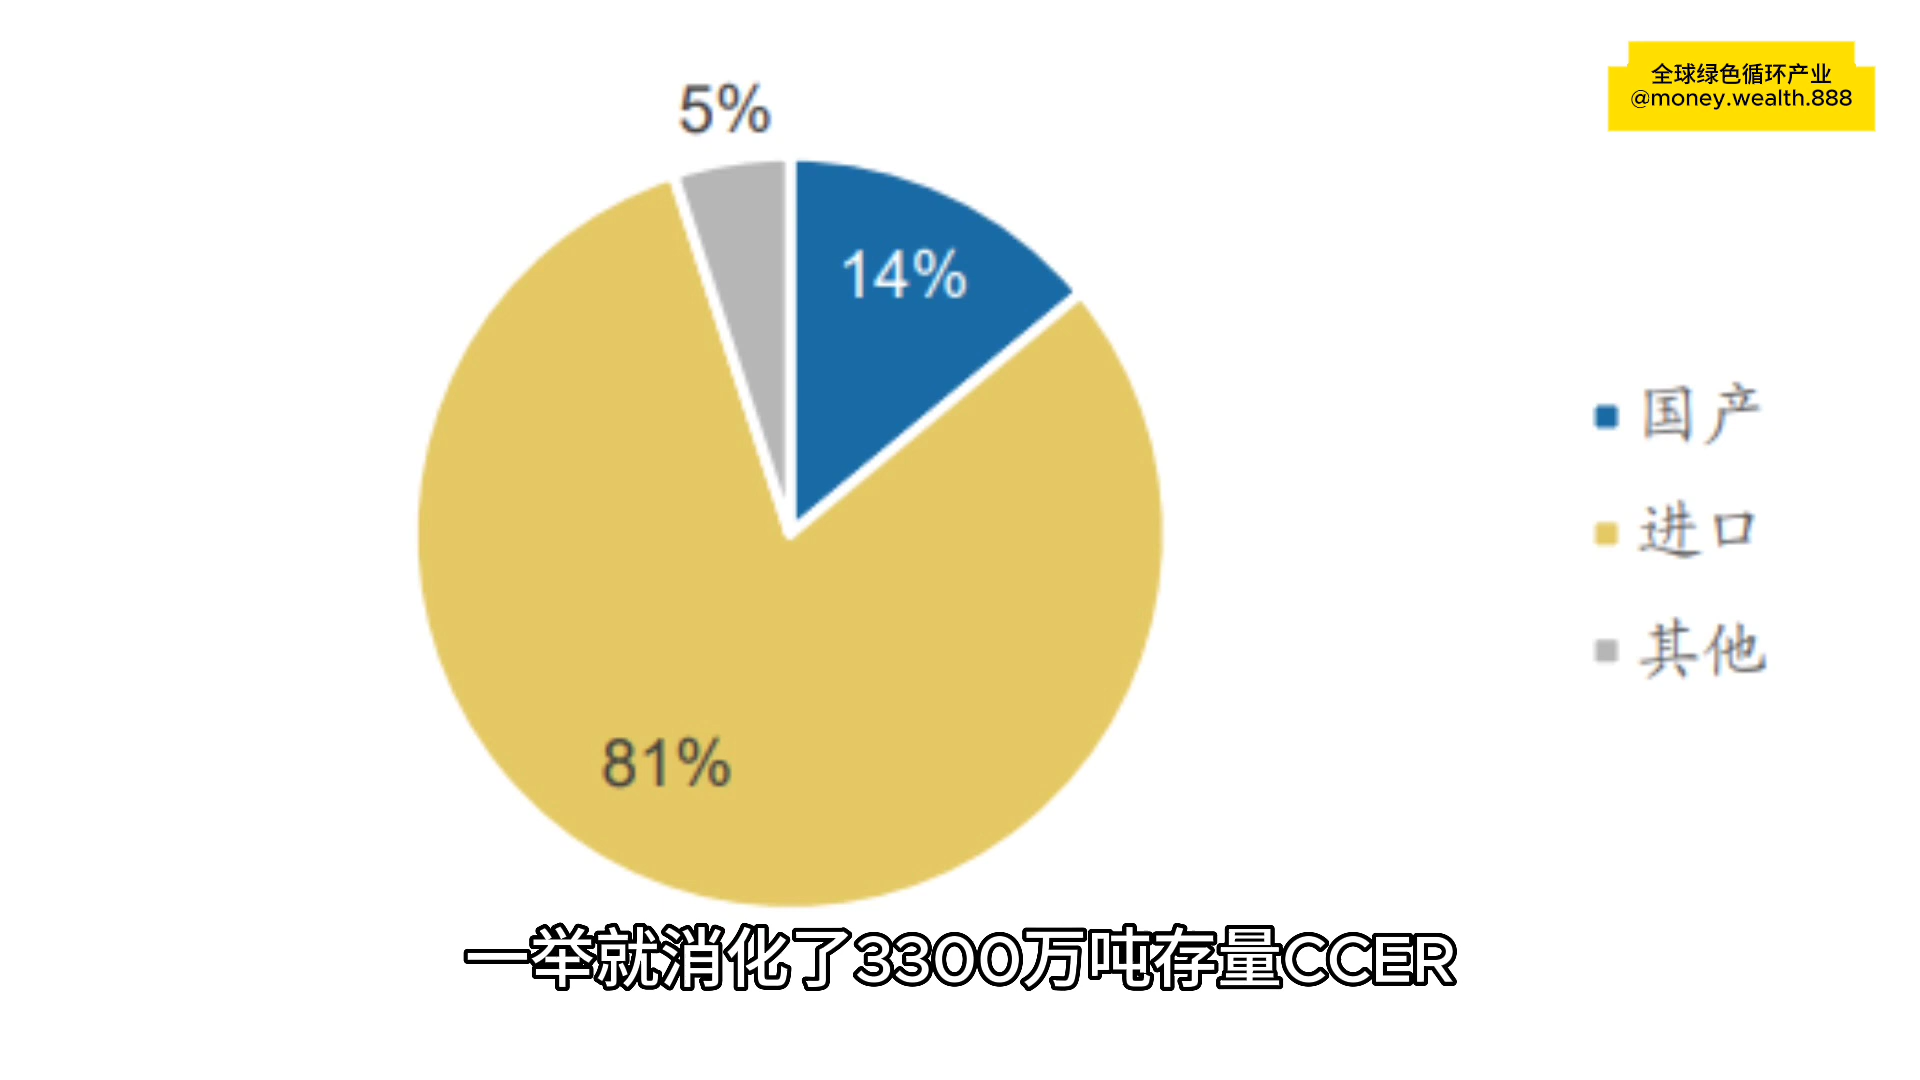 全球绿色循环产业
@money.wealth.888
5%
14%
81%
国产
进口
其他
一举就消化了3300万吨存量CCER